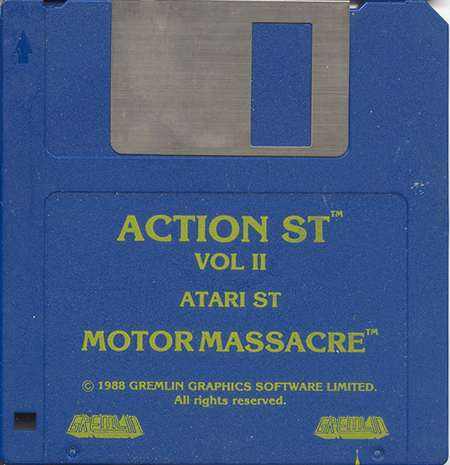 ACTION ST™
VOL II
ATARI ST
MOTOR MASSACRE™
© 1988 GREMLIN GRAPHICS SOFTWARE LIMITED.
All rights reserved.
GREMLIN GREMLIN